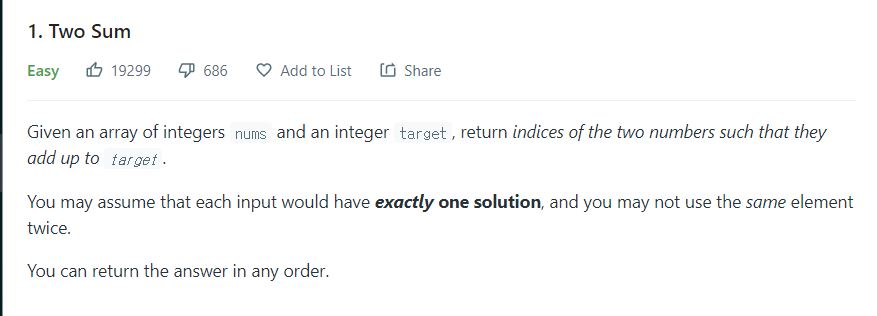 1. Two Sum
Easy 19299 686 Add to List Share
Given an array of integers nums and an integer target , return indices of the two numbers such that they
add up to target .
You may assume that each input would have exactly one solution, and you may not use the same element
twice.
You can return the answer in any order.